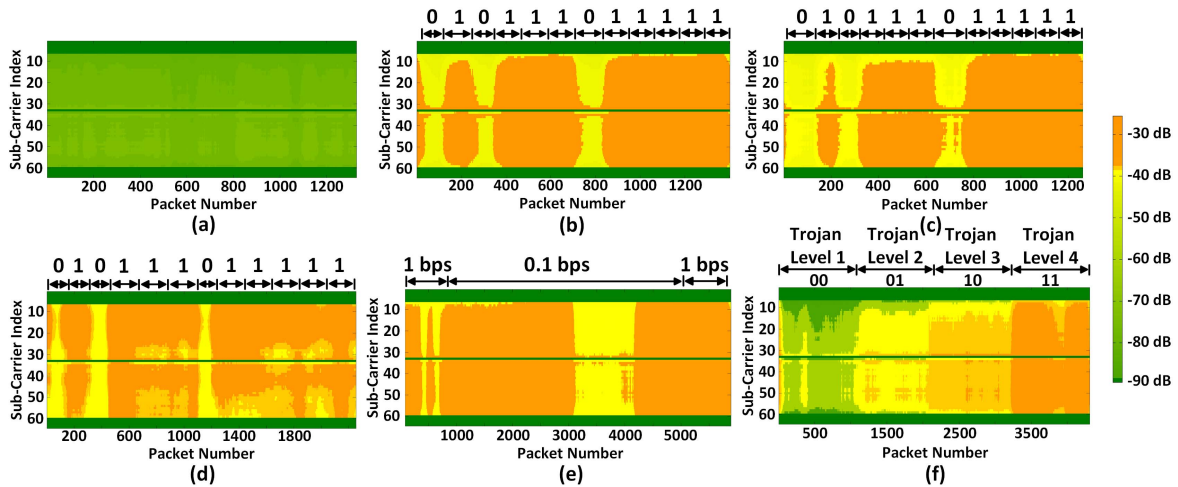 0 1 0 1 1 1 0 1 1 1 1 1
0 1 0 1 1 1 0 1 1 1 1 1
Sub-Carrier Index
10
20
30
40
50
60
200 400 600 800 1000 1200
Packet Number
(a)
Sub-Carrier Index
10
20
30
40
50
60
200 400 600 800 1000 1200
Packet Number
(b)
Sub-Carrier Index
10
20
30
40
50
60
200 400 600 800 1000 1200
Packet Number
(c)
-30 dB
-40 dB
-50 dB
-60 dB
-70 dB
-80 dB
-90 dB
0 1 0 1 1 1 0 1 1 1 1 1
Sub-Carrier Index
10
20
30
40
50
60
200 600 1000 1400 1800
Packet Number
(d)
1 bps 0.1 bps 1 bps
Sub-Carrier Index
10
20
30
40
50
60
1000 2000 3000 4000 5000
Packet Number
(e)
Trojan Trojan Trojan Trojan
Level 1 Level 2 Level 3 Level 4
00 01 10 11
Sub-Carrier Index
10
20
30
40
50
60
500 1500 2500 3500
Packet Number
(f)